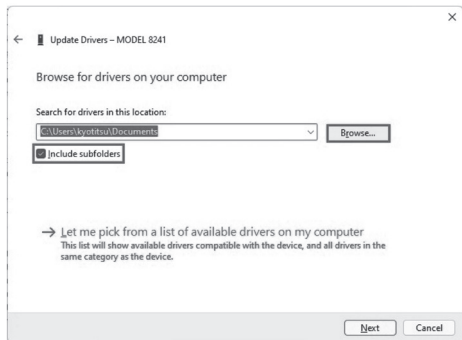 Update Drivers – MODEL 8241
Browse for drivers on your computer
Search for drivers in this location:
C:\Users\kyotitsu\Documents
Browse...
Include subfolders
Let me pick from a list of available drivers on my computer
This list will show available drivers compatible with the device, and all drivers in the
same category as the device.
Next Cancel